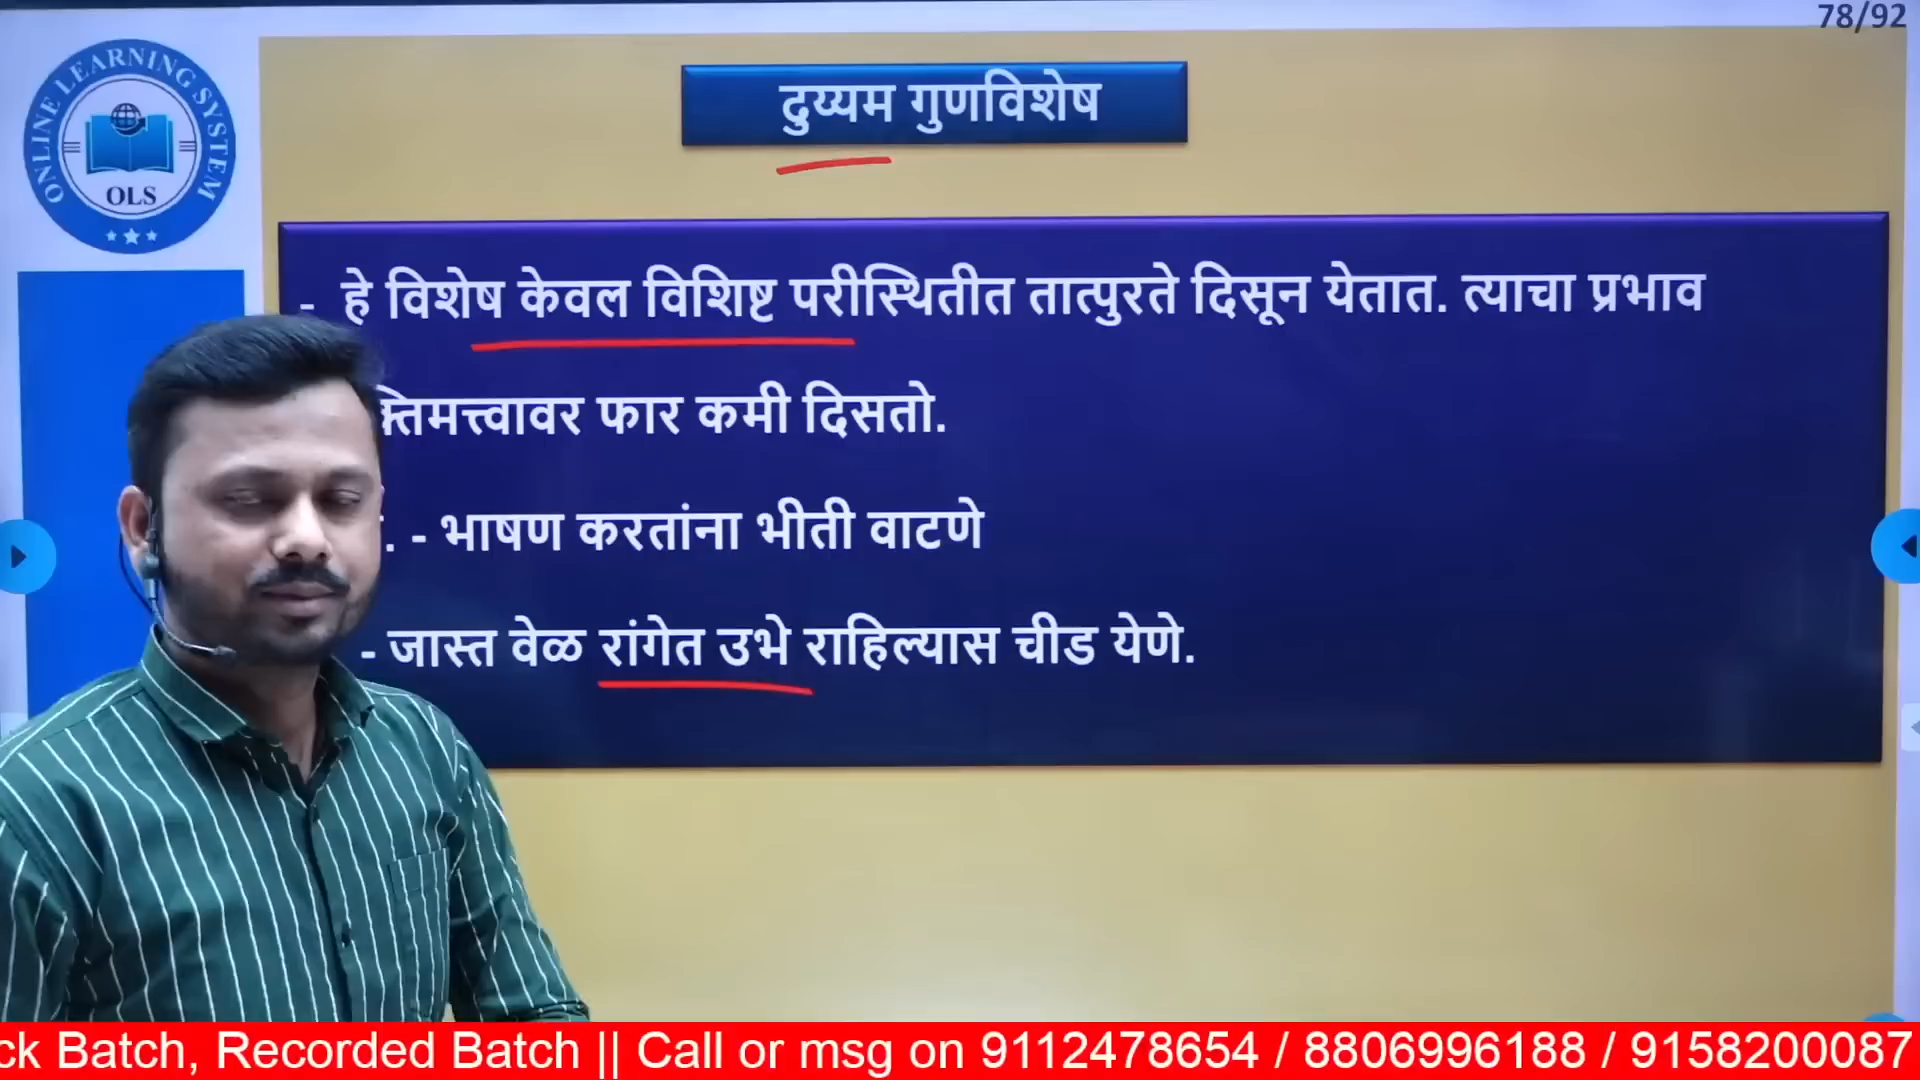 78/92
ONLINE LEARNING SYSTEM
OLS
दुय्यम गुणविशेष
- हे विशेष केवल विशिष्ट परीस्थितीत तात्पुरते दिसून येतात. त्याचा प्रभाव
क्तिमत्त्वावर फार कमी दिसतो.
. - भाषण करतांना भीती वाटणे
- जास्त वेळ रांगेत उभे राहिल्यास चीड येणे.
ck Batch, Recorded Batch || Call or msg on 9112478654 / 8806996188 / 9158200087